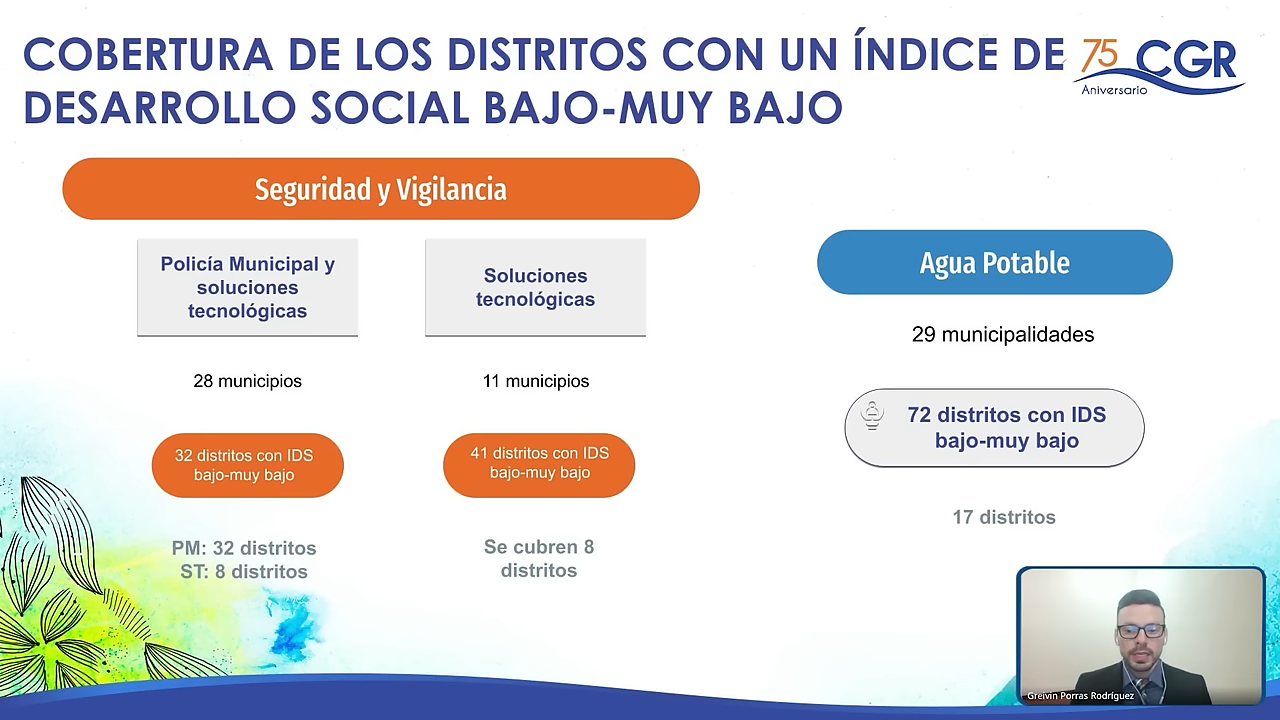 COBERTURA DE LOS DISTRITOS CON UN ÍNDICE DE
DESARROLLO SOCIAL BAJO-MUY BAJO
75 CGR
Aniversario
Seguridad y Vigilancia
Policía Municipal y
soluciones
tecnológicas
28 municipios
32 distritos con IDS
bajo-muy bajo
PM: 32 distritos
ST: 8 distritos
Soluciones
tecnológicas
11 municipios
41 distritos con IDS
bajo-muy bajo
Se cubren 8
distritos
Agua Potable
29 municipalidades
72 distritos con IDS
bajo-muy bajo
17 distritos
Greivin Porras Rodríguez